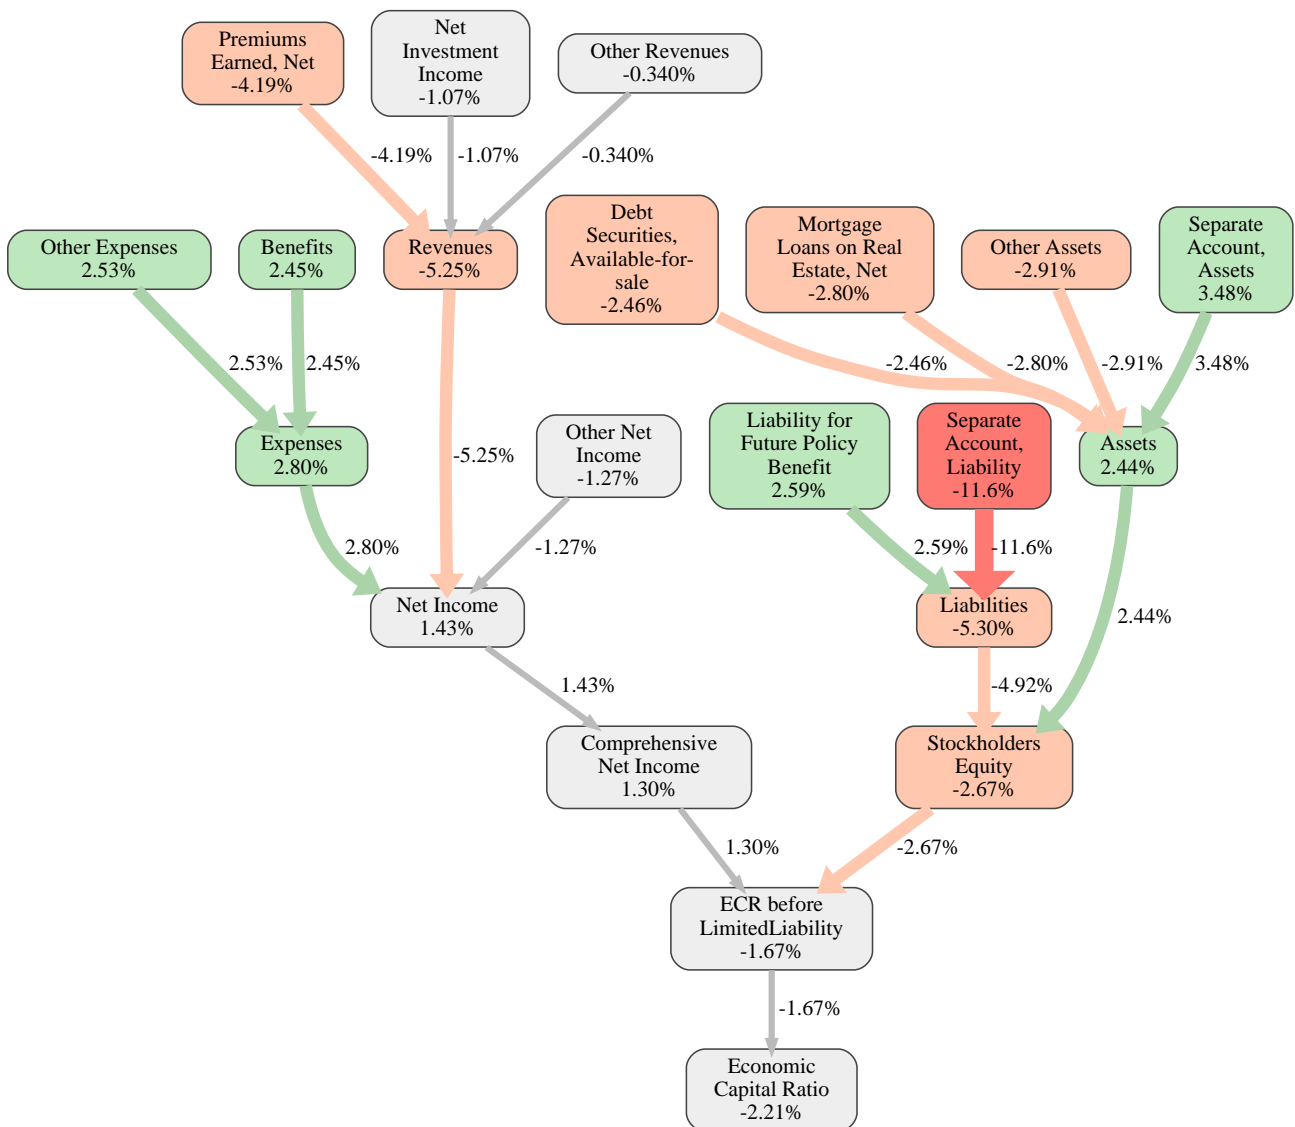 Premiums
Earned, Net
-4.19%
Net
Investment
Income
-1.07%
Other Revenues
-0.340%
-4.19%
-1.07%
-0.340%
Other Expenses
2.53%
Benefits
2.45%
Revenues
-5.25%
Debt
Securities,
Available-for-
sale
-2.46%
Mortgage
Loans on Real
Estate, Net
-2.80%
Other Assets
-2.91%
Separate
Account,
Assets
3.48%
2.53%
2.45%
-2.46%
-2.80%
-2.91%
3.48%
Expenses
2.80%
-5.25%
Other Net
Income
-1.27%
Liability for
Future Policy
Benefit
2.59%
Separate
Account,
Liability
-11.6%
Assets
2.44%
2.80%
-1.27%
2.59%
-11.6%
Net Income
1.43%
Liabilities
-5.30%
2.44%
1.43%
-4.92%
Comprehensive
Net Income
1.30%
Stockholders
Equity
-2.67%
1.30%
-2.67%
ECR before
LimitedLiability
-1.67%
-1.67%
Economic
Capital Ratio
-2.21%